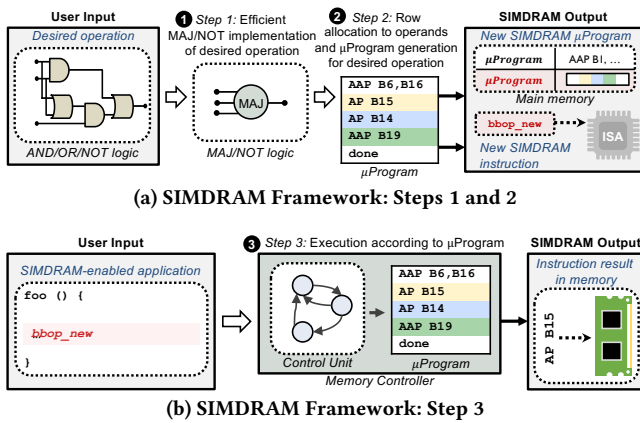 User Input
Desired operation
AND/OR/NOT logic
1 Step 1: Efficient
MAJ/NOT implementation
of desired operation
MAJ
MAJ/NOT logic
2 Step 2: Row
allocation to operands
and µProgram generation
for desired operation
AAP B6,B16
AP B15
AP B14
AAP B19
done
µProgram
SIMDRAM Output
New SIMDRAM µProgram
µProgram AAP BI, ...
µProgram
Main memory
bbop_new
ISA
New SIMDRAM
instruction
(a) SIMDRAM Framework: Steps 1 and 2
User Input
SIMDRAM-enabled application
foo () {
bbop_new
}
3 Step 3: Execution according to µProgram
Control Unit
AAP B6,B16
AP B15
AP B14
AAP B19
done
µProgram
Memory Controller
SIMDRAM Output
Instruction result
in memory
AP B15
(b) SIMDRAM Framework: Step 3